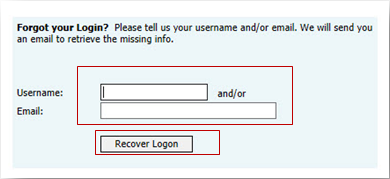 Forgot your Login? Please tell us your username and/or email. We will send you
an email to retrieve the missing info.
Username: and/or
Email:
Recover Logon